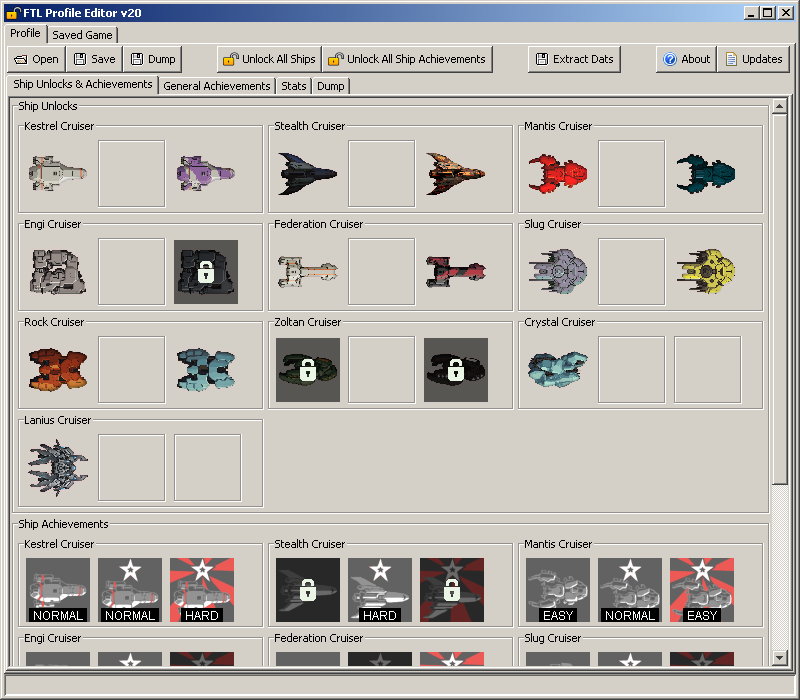 FTL Profile Editor v20
Profile Saved Game
Open Save Dump Unlock All Ships Unlock All Ship Achievements Extract Dats About Updates
Ship Unlocks & Achievements General Achievements Stats Dump
Ship Unlocks
Kestrel Cruiser Stealth Cruiser Mantis Cruiser
Engi Cruiser Federation Cruiser Slug Cruiser
Rock Cruiser Zoltan Cruiser Crystal Cruiser
Lanius Cruiser
Ship Achievements
Kestrel Cruiser Stealth Cruiser Mantis Cruiser
NORMAL NORMAL HARD HARD EASY NORMAL EASY
Engi Cruiser Federation Cruiser Slug Cruiser